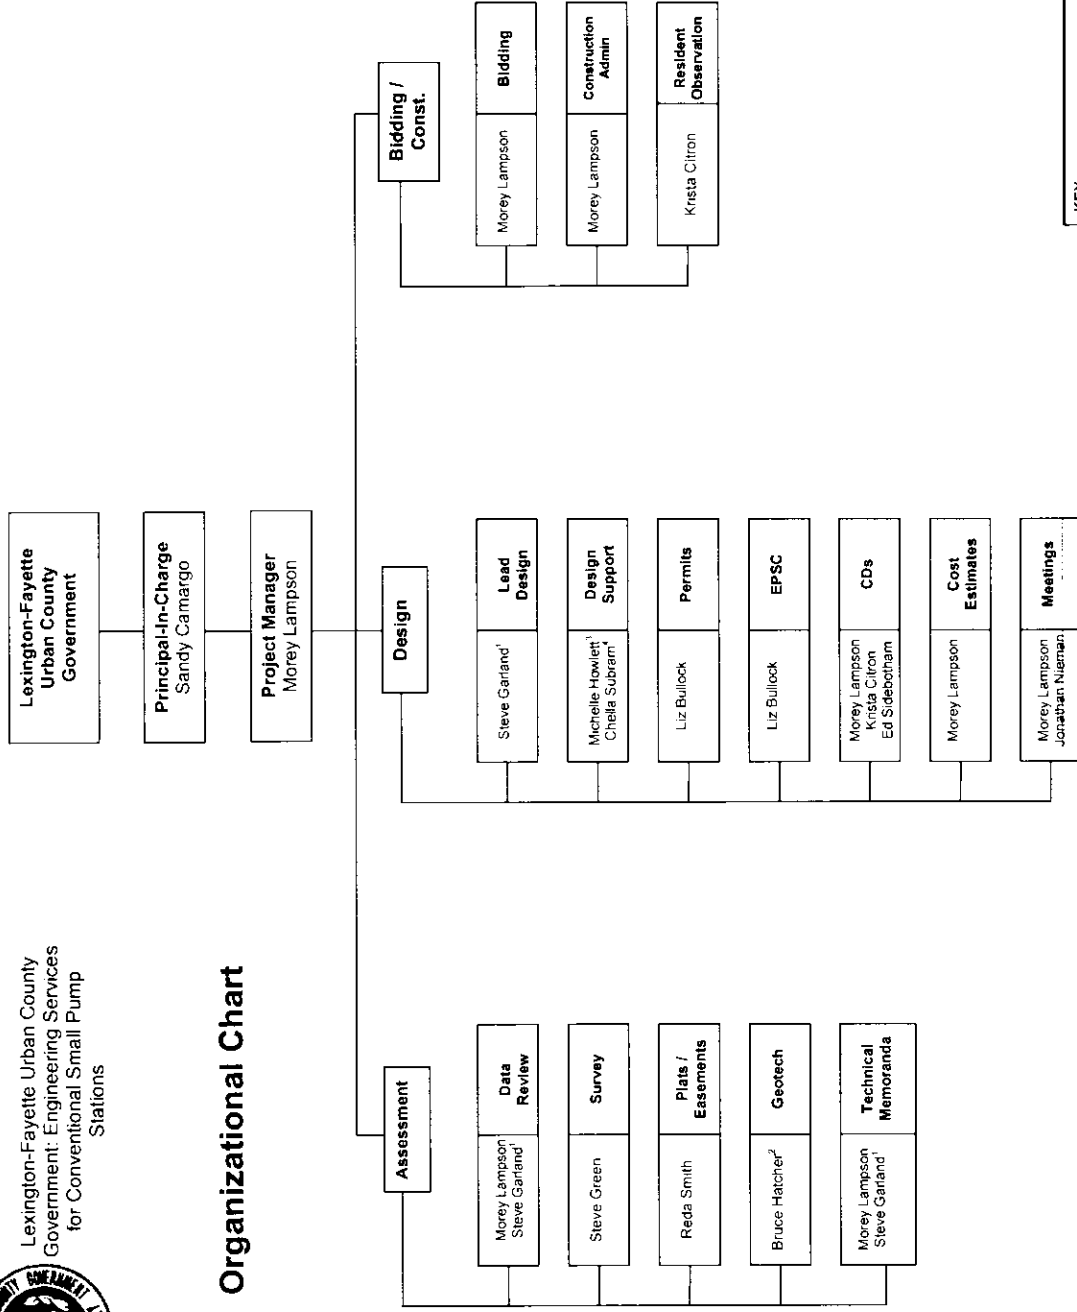 Lexington-Fayette Urban County
Government: Engineering Services
for Conventional Small Pump
Stations
Organizational Chart
Lexington-Fayette
Urban County
Government
Principal-In-Charge
Sandy Camargo
Project Manager
Morey Lampson
Assessment
Morey Lampson
Steve Garland¹
Data
Review
Steve Green
Survey
Reda Smith
Plats /
Easements
Bruce Hatcher²
Geotech
Morey Lampson
Steve Garland¹
Technical
Memoranda
Design
Steve Garland¹
Lead
Design
Michelle Howlett³
Chella Subram⁴
Design
Support
Liz Bullock
Permits
Liz Bullock
EPSC
Morey Lampson
Krista Citron
Ed Sidebotham
CDs
Morey Lampson
Cost
Estimates
Morey Lampson
Jonathan Nieman
Meetings
Bidding /
Const.
Morey Lampson
Bidding
Morey Lampson
Construction
Admin
Krista Citron
Resident
Observation